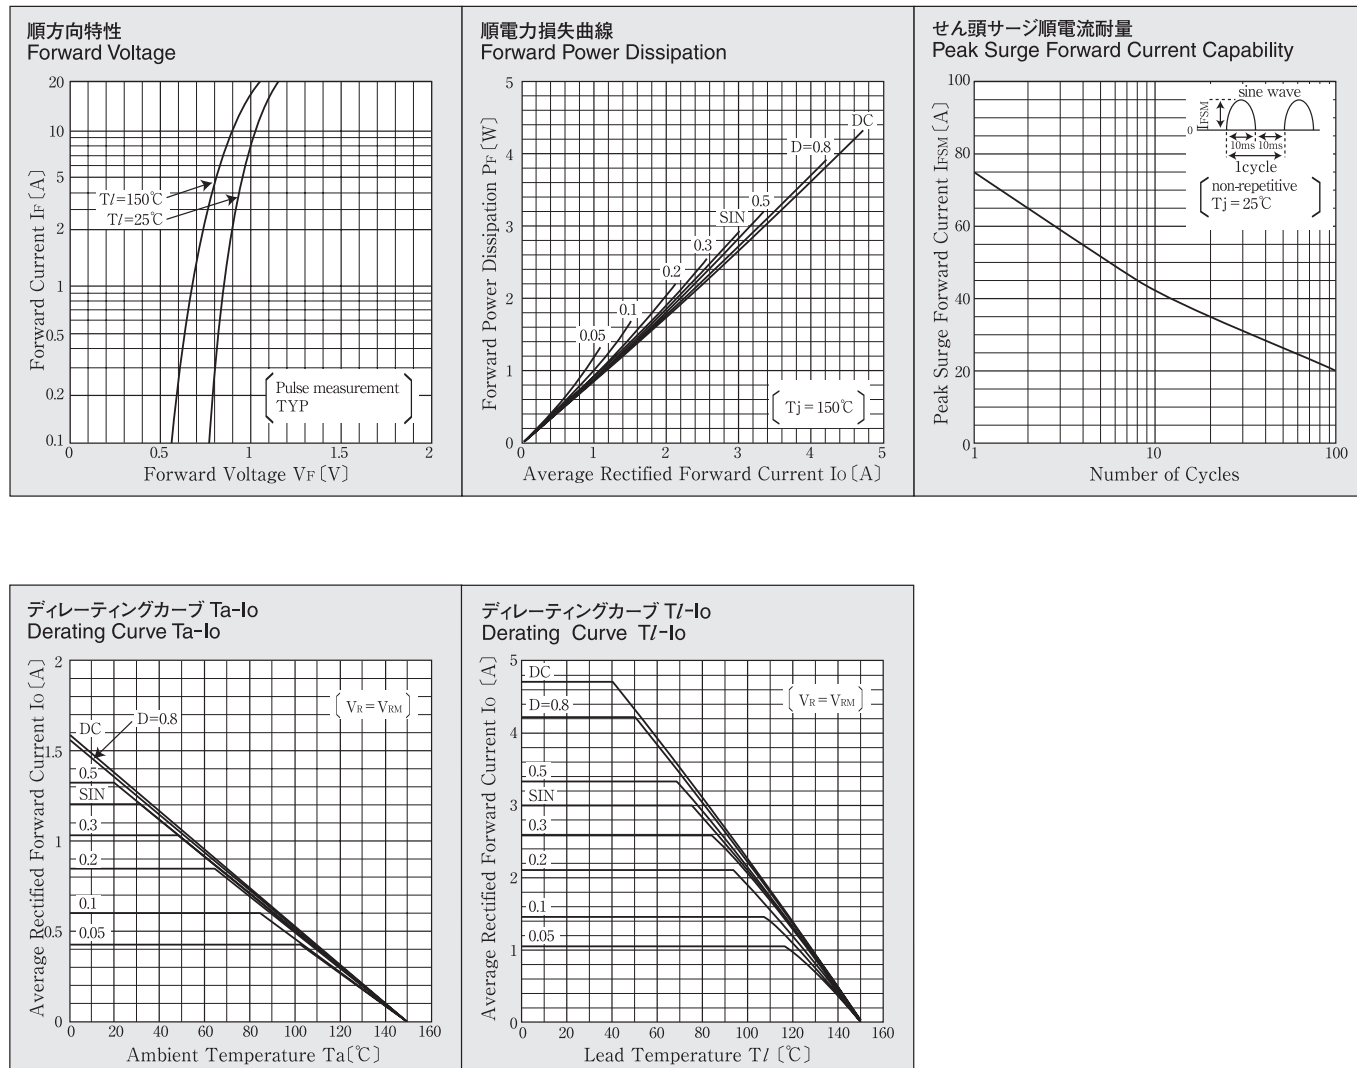 順方向特性
Forward Voltage
Forward Current IF〔A〕
20
10
5
2
1
0.5
0.2
0.1
Tl=150℃
Tl=25℃
Pulse measurement
TYP
0
0.5
1
1.5
2
Forward Voltage VF〔V〕
順電力損失曲線
Forward Power Dissipation
Forward Power Dissipation PF〔W〕
5
4
3
2
1
0
DC
D=0.8
0.5
SIN
0.3
0.2
0.1
0.05
Tj=150℃
0
1
2
3
4
5
Average Rectified Forward Current Io〔A〕
せん頭サージ順電流耐量
Peak Surge Forward Current Capability
Peak Surge Forward Current IFSM〔A〕
100
80
60
40
20
0
sine wave
IFSM
0
10ms
10ms
1cycle
non-repetitive
Tj=25℃
1
10
100
Number of Cycles
ディレーティングカーブ Ta-Io
Derating Curve Ta-Io
Average Rectified Forward Current Io〔A〕
2
1.5
1
0.5
0
VR=VRM
DC
D=0.8
0.5
SIN
0.3
0.2
0.1
0.05
0
20
40
60
80
100
120
140
160
Ambient Temperature Ta〔℃〕
ディレーティングカーブ Tl-Io
Derating Curve Tl-Io
Average Rectified Forward Current Io〔A〕
5
4
3
2
1
0
VR=VRM
DC
D=0.8
0.5
SIN
0.3
0.2
0.1
0.05
0
20
40
60
80
100
120
140
160
Lead Temperature Tl〔℃〕